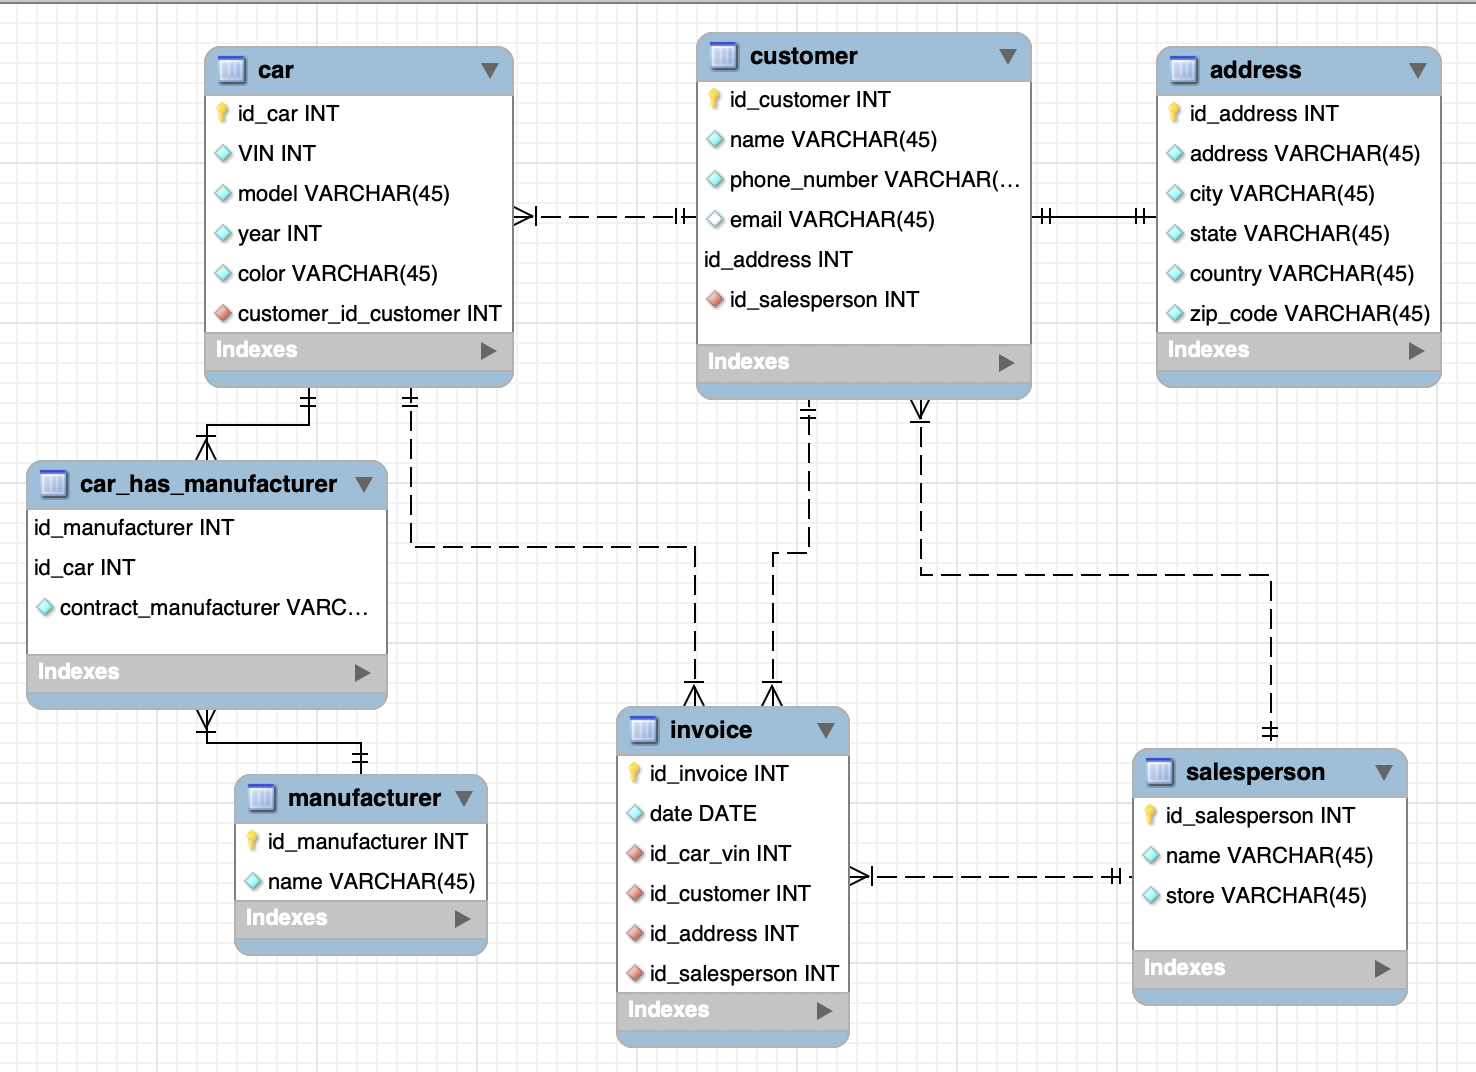 car
id_car INT
VIN INT
model VARCHAR(45)
year INT
color VARCHAR(45)
customer_id_customer INT
Indexes
customer
id_customer INT
name VARCHAR(45)
phone_number VARCHAR(...
email VARCHAR(45)
id_address INT
id_salesperson INT
Indexes
address
id_address INT
address VARCHAR(45)
city VARCHAR(45)
state VARCHAR(45)
country VARCHAR(45)
zip_code VARCHAR(45)
Indexes
car_has_manufacturer
id_manufacturer INT
id_car INT
contract_manufacturer VARC...
Indexes
manufacturer
id_manufacturer INT
name VARCHAR(45)
Indexes
invoice
id_invoice INT
date DATE
id_car_vin INT
id_customer INT
id_address INT
id_salesperson INT
Indexes
salesperson
id_salesperson INT
name VARCHAR(45)
store VARCHAR(45)
Indexes